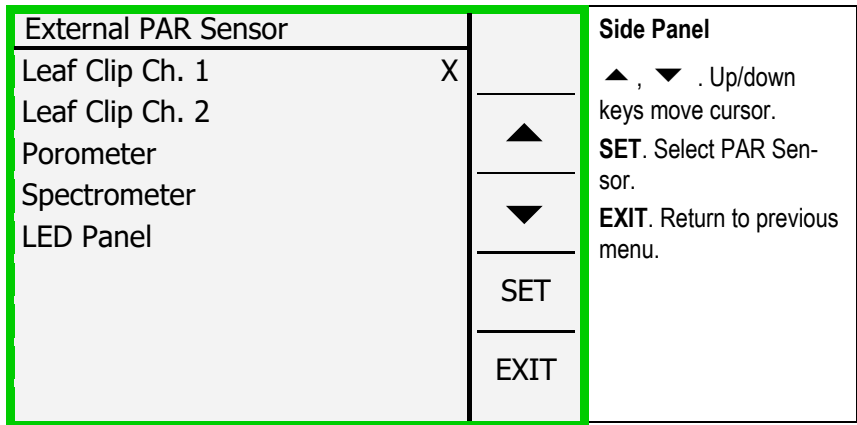 External PAR Sensor
Leaf Clip Ch. 1 X
Leaf Clip Ch. 2
Porometer
Spectrometer
LED Panel
▲
▼
SET
EXIT
Side Panel
▲ , ▼ . Up/down
keys move cursor.
SET. Select PAR Sen-
sor.
EXIT. Return to previous
menu.